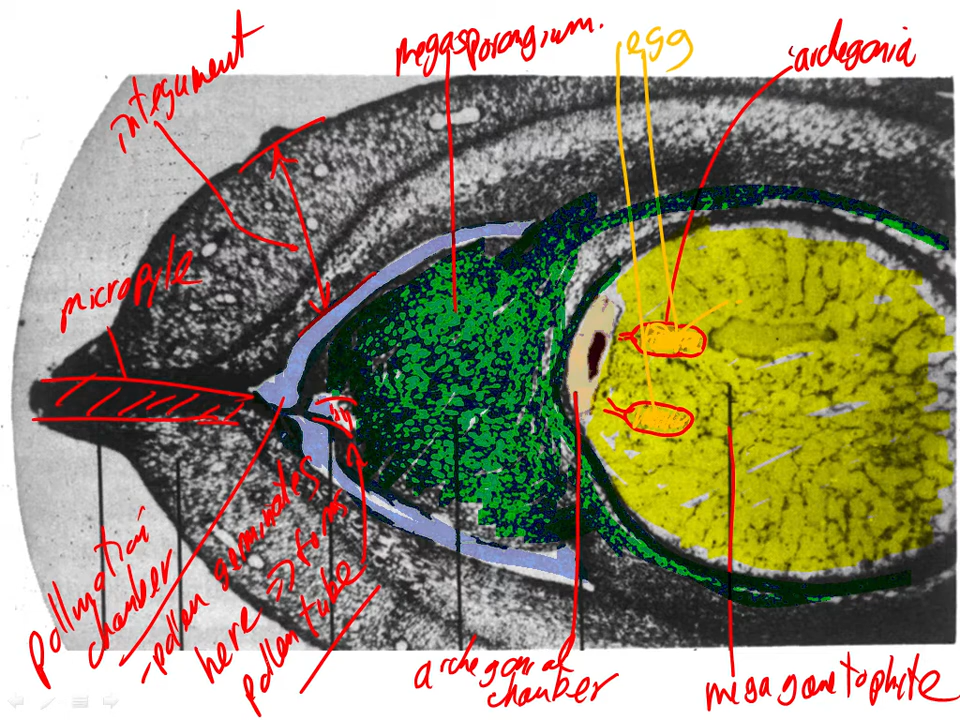 integument
megasporangium.
egg
archegonia
micropyle
pollination
chamber
-pollen germinates
here => forms
pollen tube
archegonial
chamber
megagametophyte